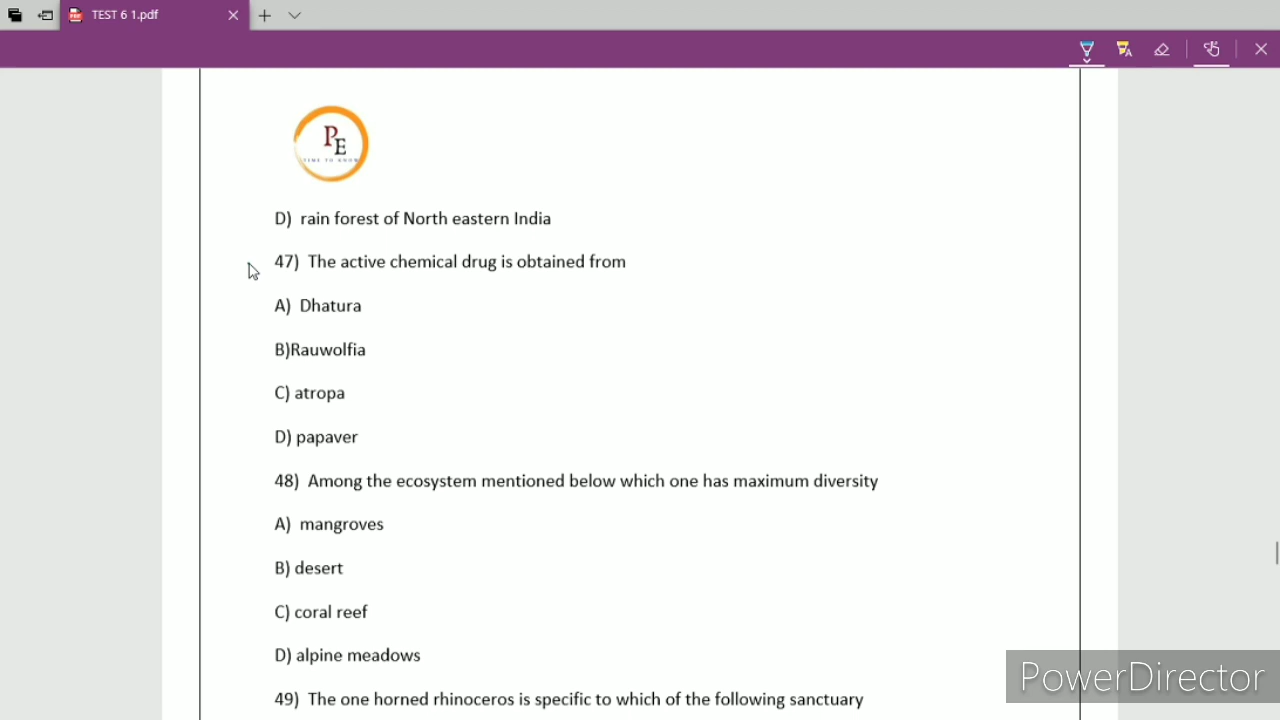 TEST 6 1.pdf
PE
TIME TO KNOW
D) rain forest of North eastern India
47) The active chemical drug is obtained from
A) Dhatura
B)Rauwolfia
C) atropa
D) papaver
48) Among the ecosystem mentioned below which one has maximum diversity
A) mangroves
B) desert
C) coral reef
D) alpine meadows
49) The one horned rhinoceros is specific to which of the following sanctuary
PowerDirector